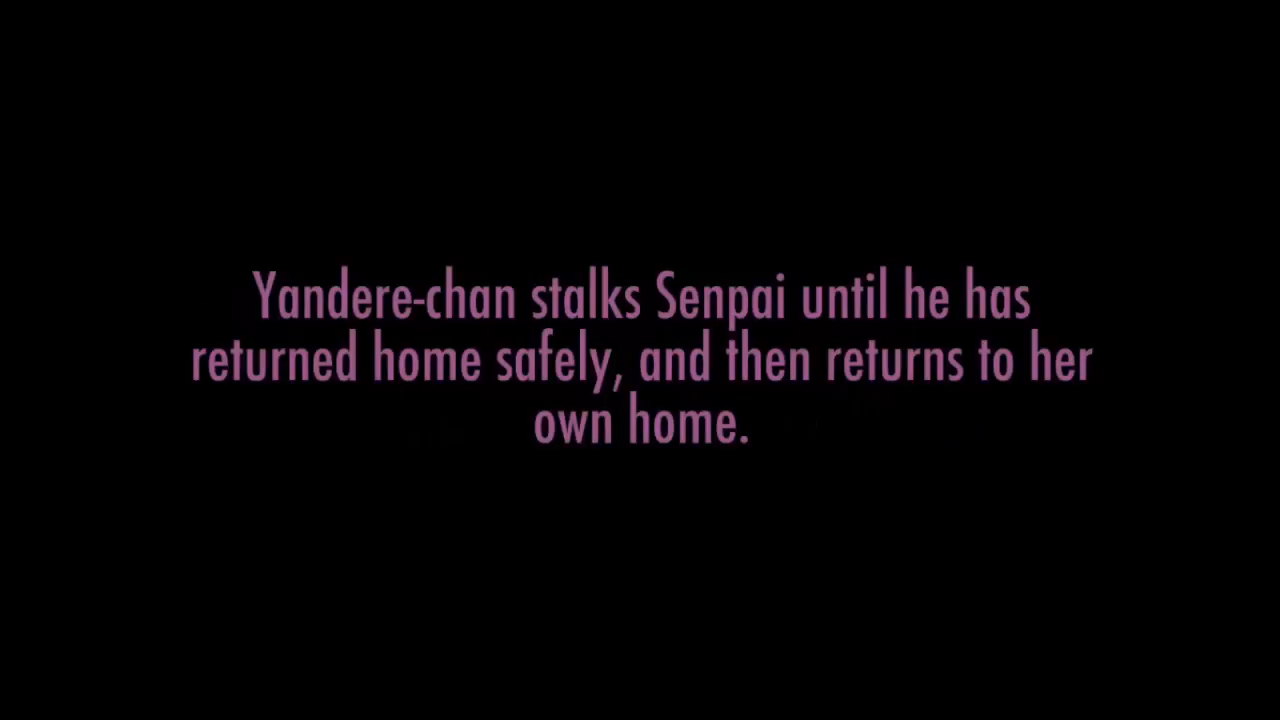 Yandere-chan stalks Senpai until he has
returned home safely, and then returns to her
own home.